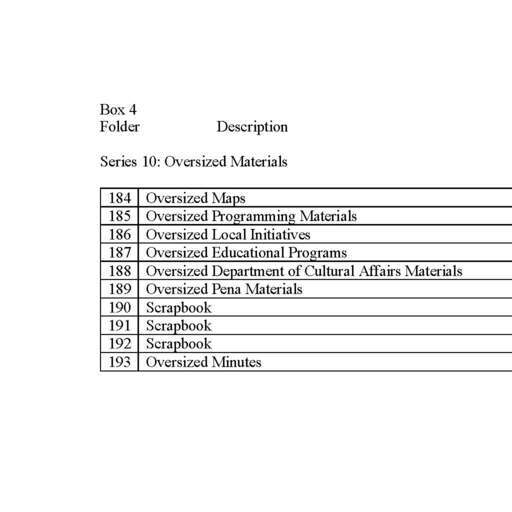 Box 4
Folder Description
Series 10: Oversized Materials
184 Oversized Maps
185 Oversized Programming Materials
186 Oversized Local Initiatives
187 Oversized Educational Programs
188 Oversized Department of Cultural Affairs Materials
189 Oversized Pena Materials
190 Scrapbook
191 Scrapbook
192 Scrapbook
193 Oversized Minutes